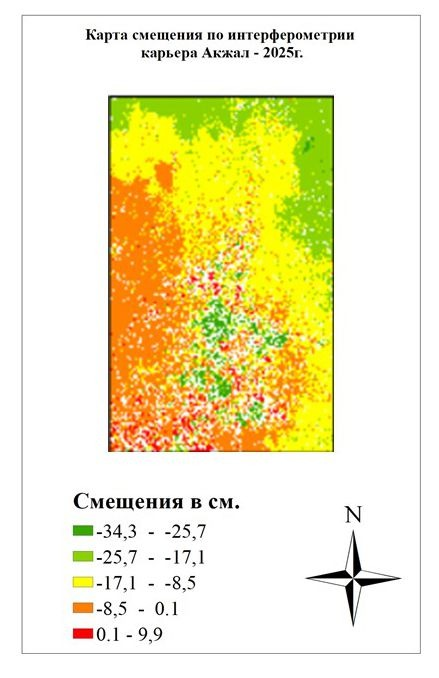 Карта смещения по интерферометрии
карьера Акжал - 2025г.
Смещения в см.
-34,3 - -25,7
-25,7 - -17,1
-17,1 - -8,5
-8,5 - 0.1
0.1 - 9,9
N